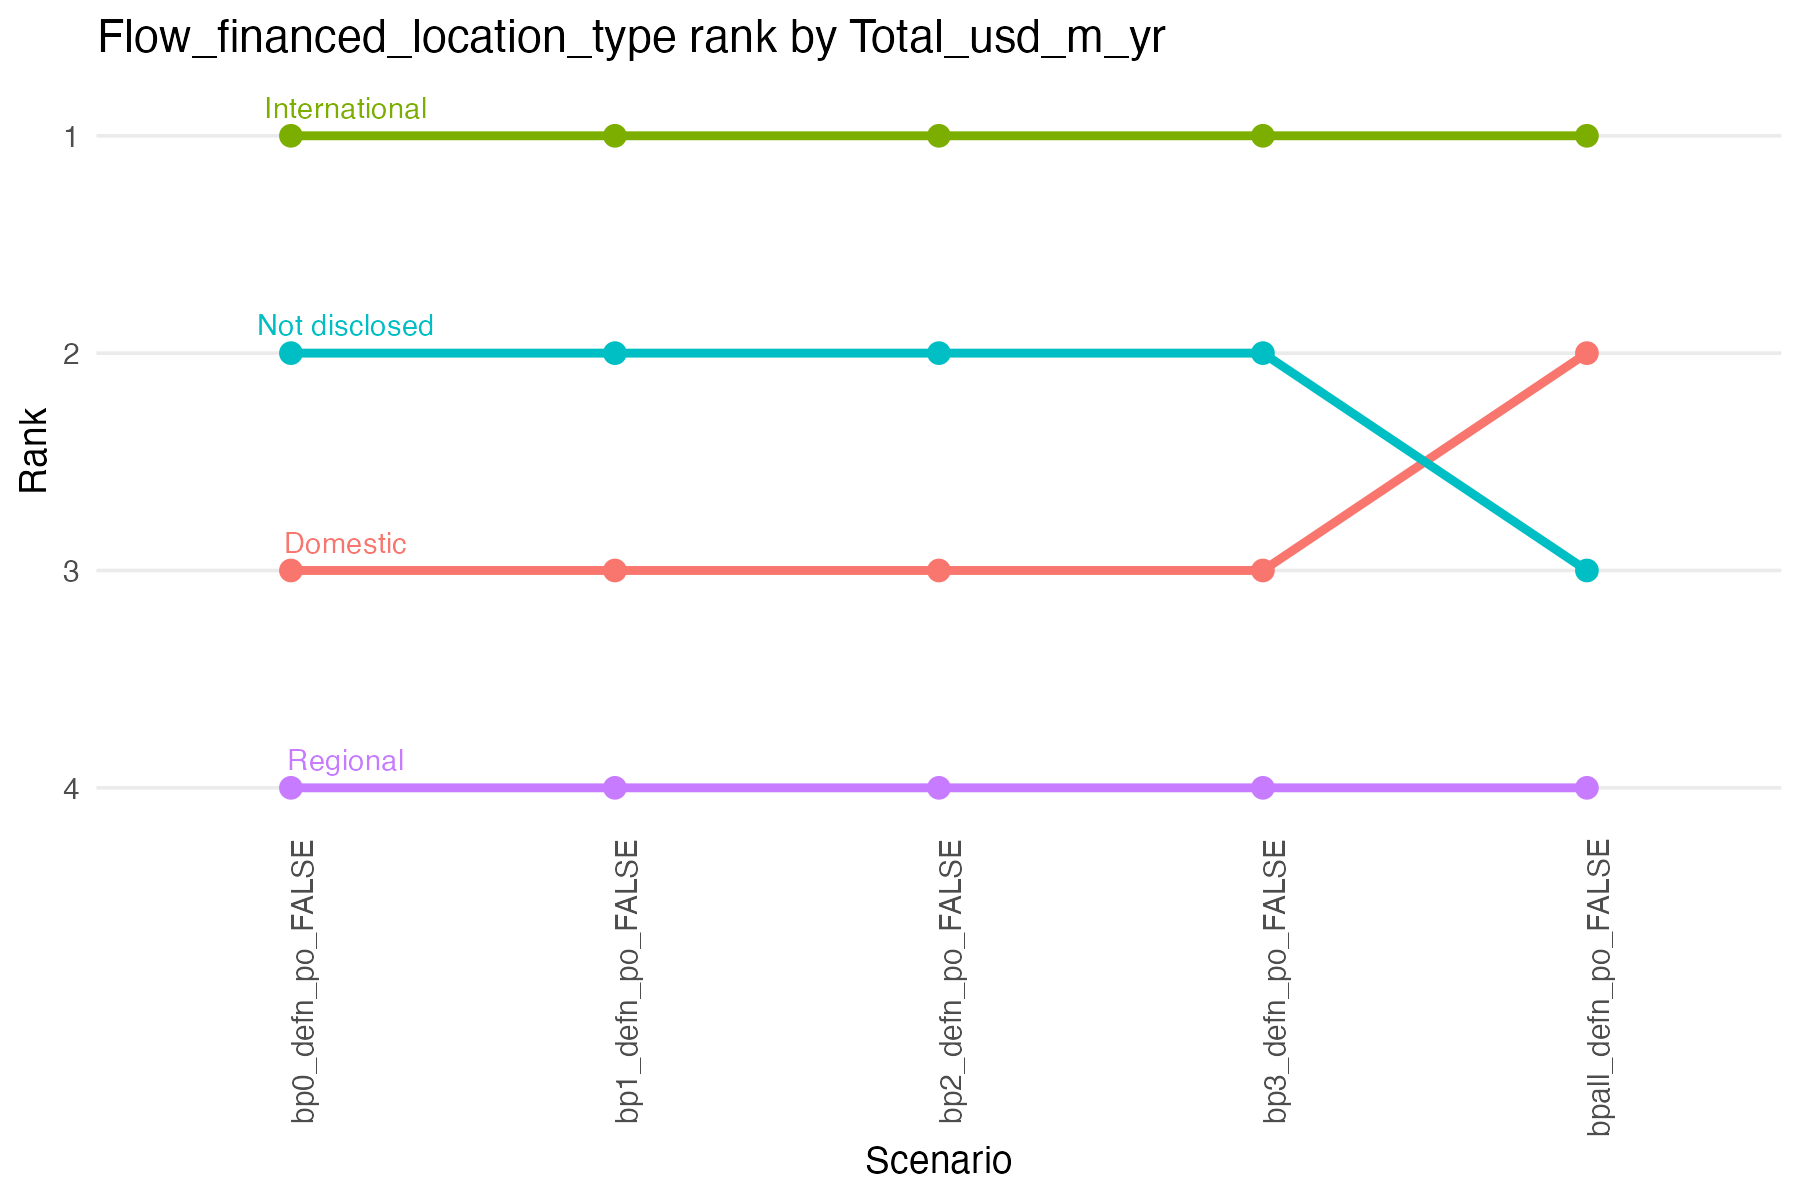 Flow_financed_location_type rank by Total_usd_m_yr
International
1
Not disclosed
2
Rank
Domestic
3
Regional
4
bp0_defn_po_FALSE
bp1_defn_po_FALSE
bp2_defn_po_FALSE
bp3_defn_po_FALSE
bpall_defn_po_FALSE
Scenario